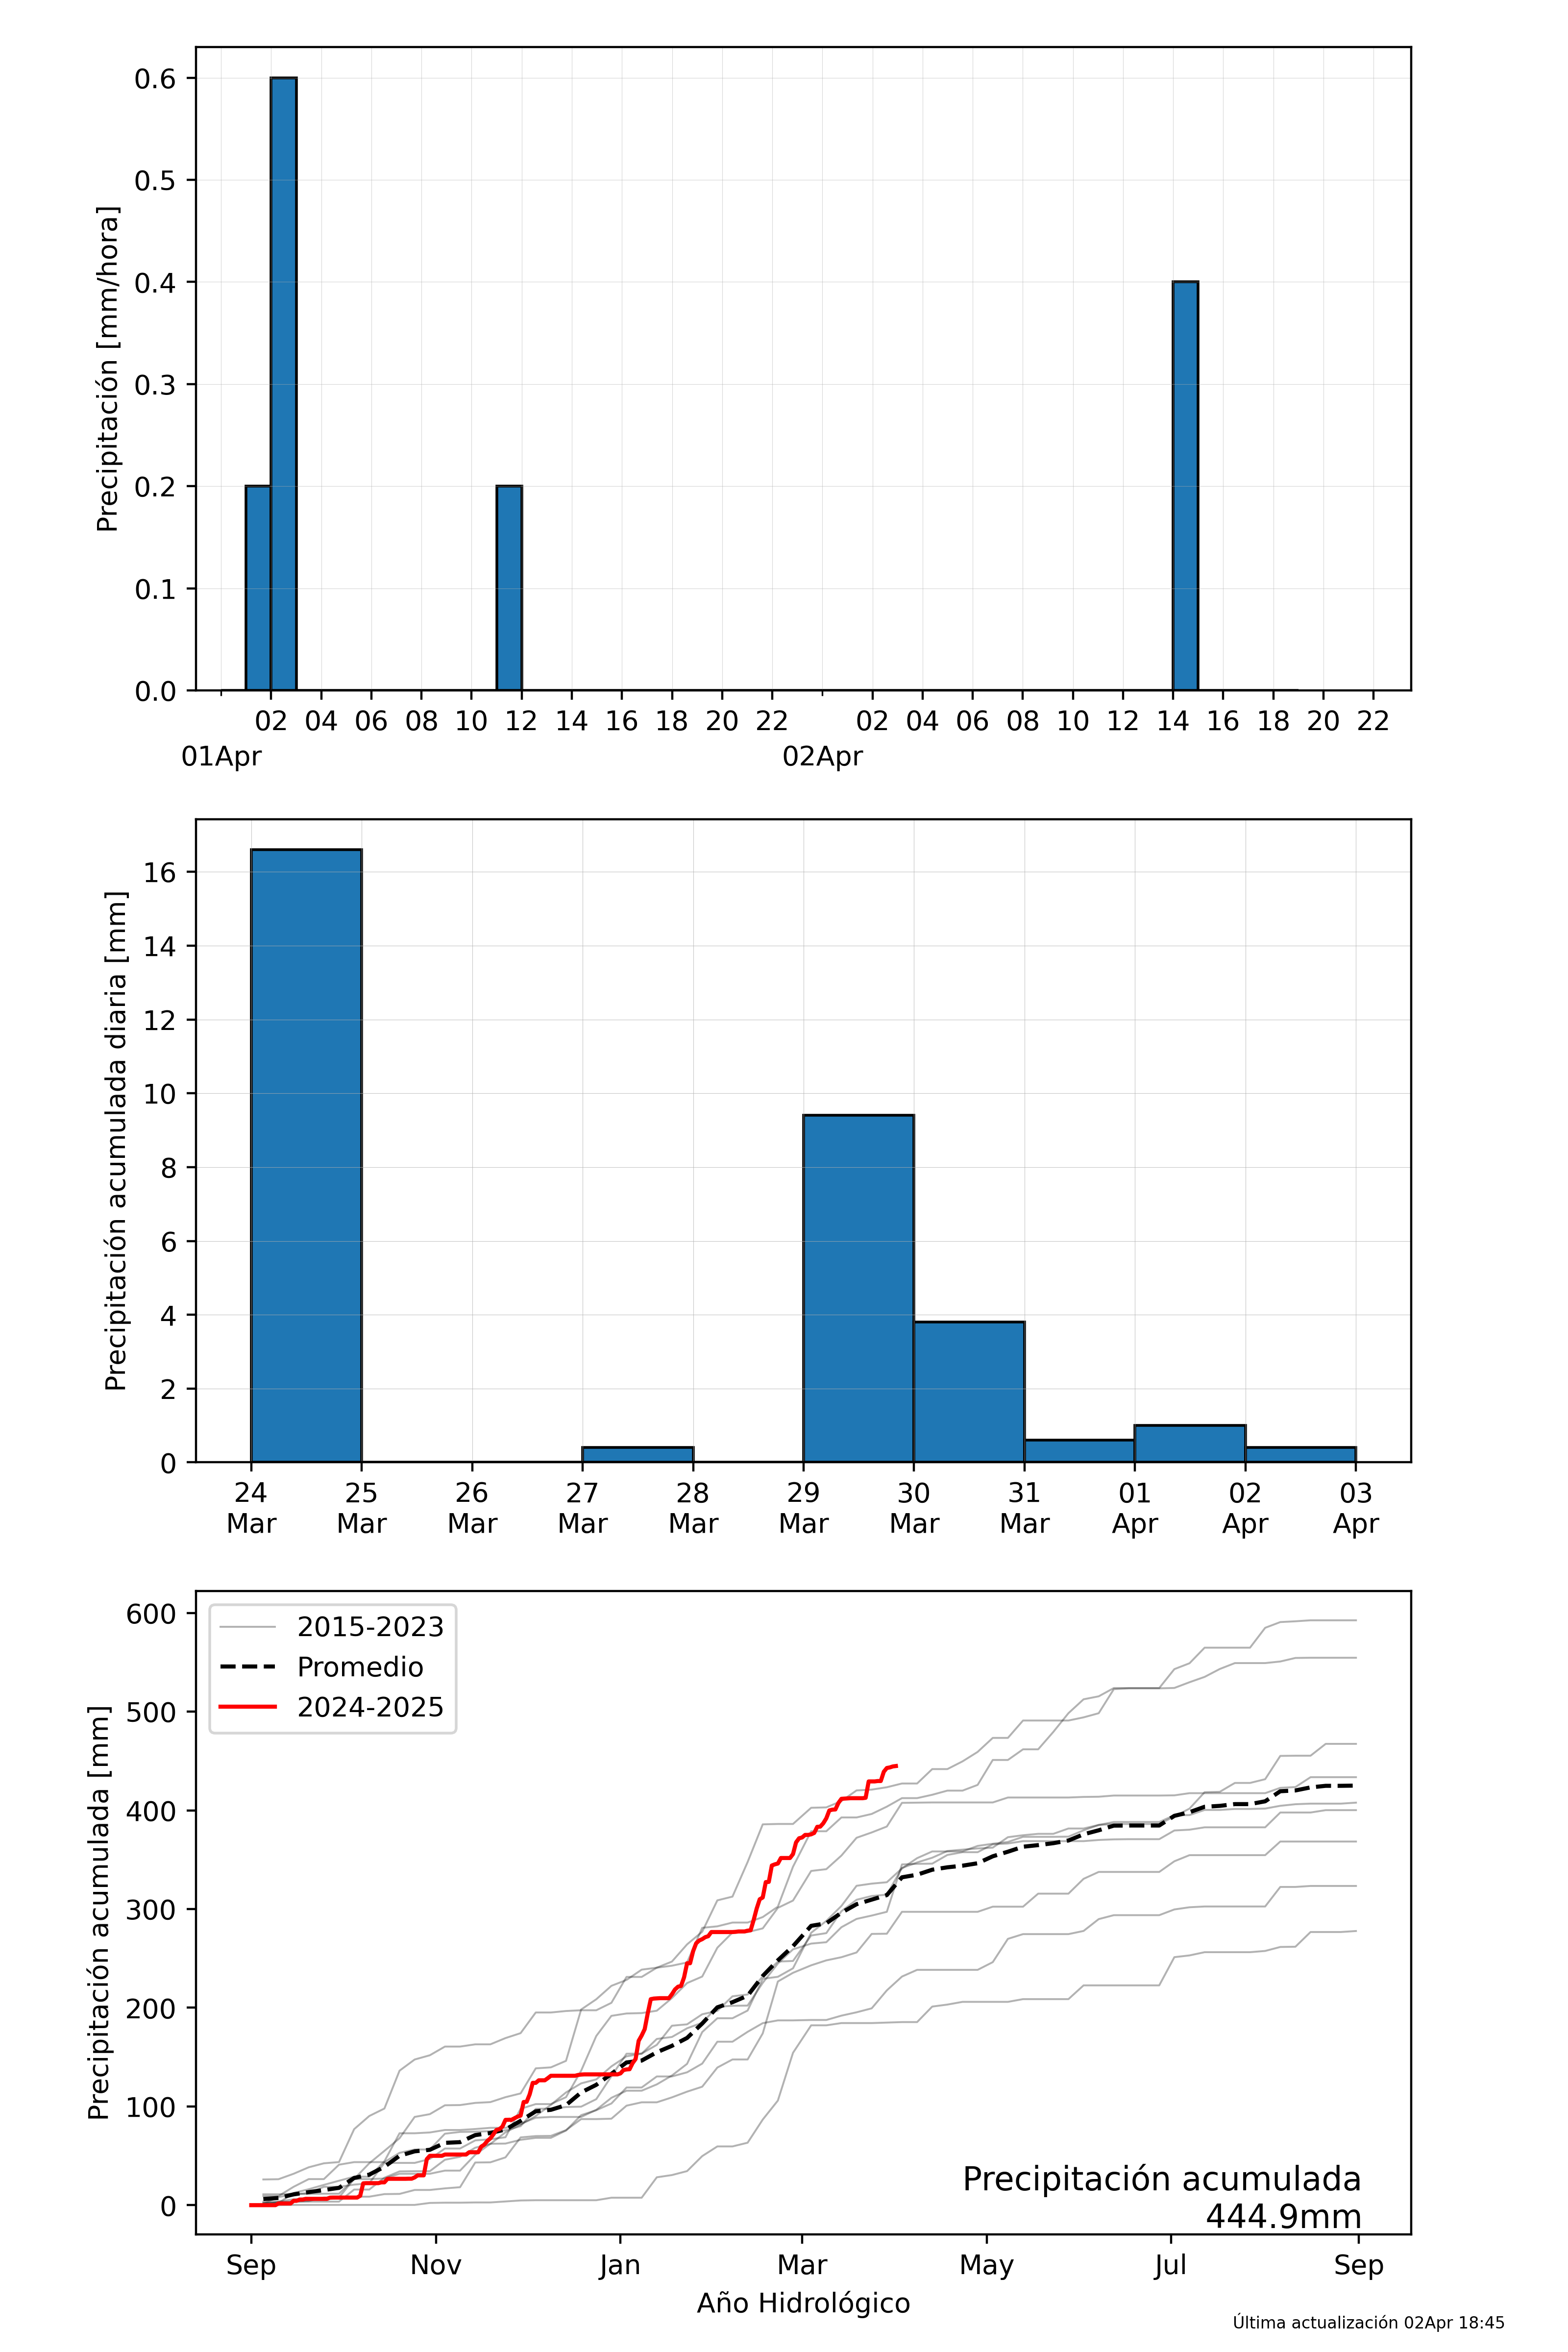 Precipitación [mm/hora]
0.6
0.5
0.4
0.3
0.2
0.1
0.0
02 04 06 08 10 12 14 16 18 20 22 02 04 06 08 10 12 14 16 18 20 22
01Apr 02Apr
Precipitación acumulada diaria [mm]
16
14
12
10
8
6
4
2
0
24 25 26 27 28 29 30 31 01 02 03
Mar Mar Mar Mar Mar Mar Mar Mar Apr Apr Apr
Precipitación acumulada [mm]
600
500
400
300
200
100
0
2015-2023
Promedio
2024-2025
Precipitación acumulada
444.9mm
Sep Nov Jan Mar May Jul Sep
Año Hidrológico
Última actualización 02Apr 18:45